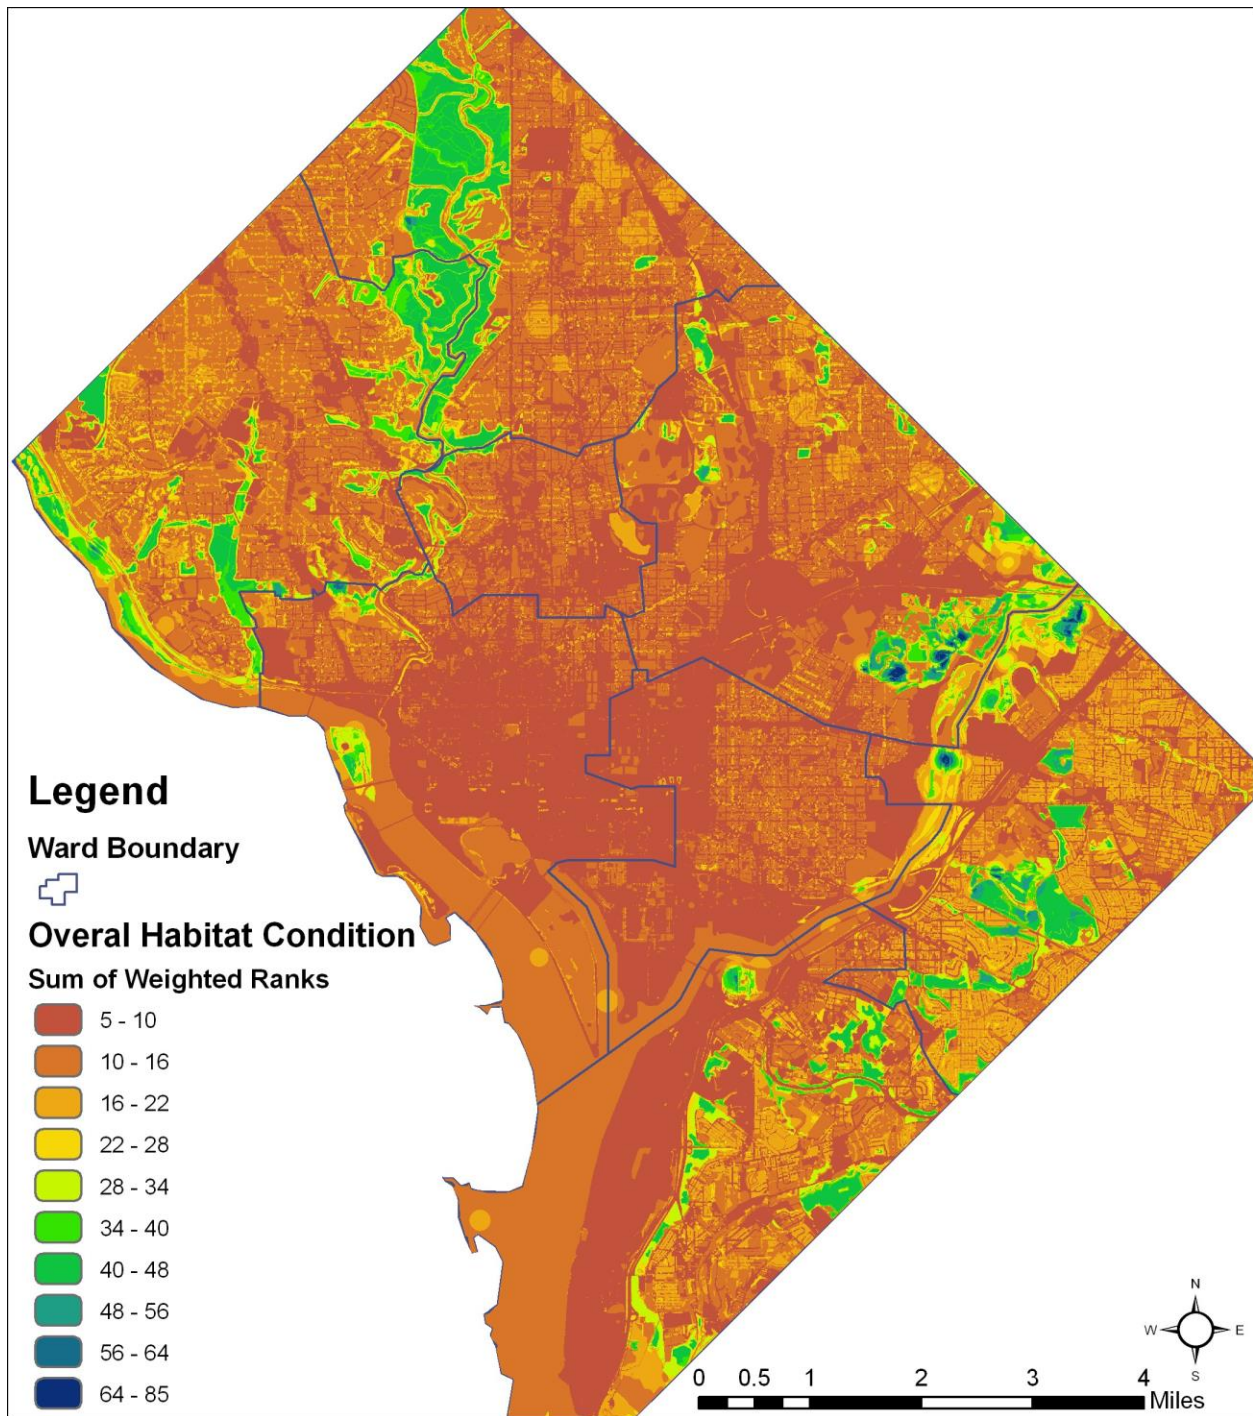 Legend
Ward Boundary
Overal Habitat Condition
Sum of Weighted Ranks
5 - 10
10 - 16
16 - 22
22 - 28
28 - 34
34 - 40
40 - 48
48 - 56
56 - 64
64 - 85
N
W E
S
0 0.5 1 2 3 4
Miles